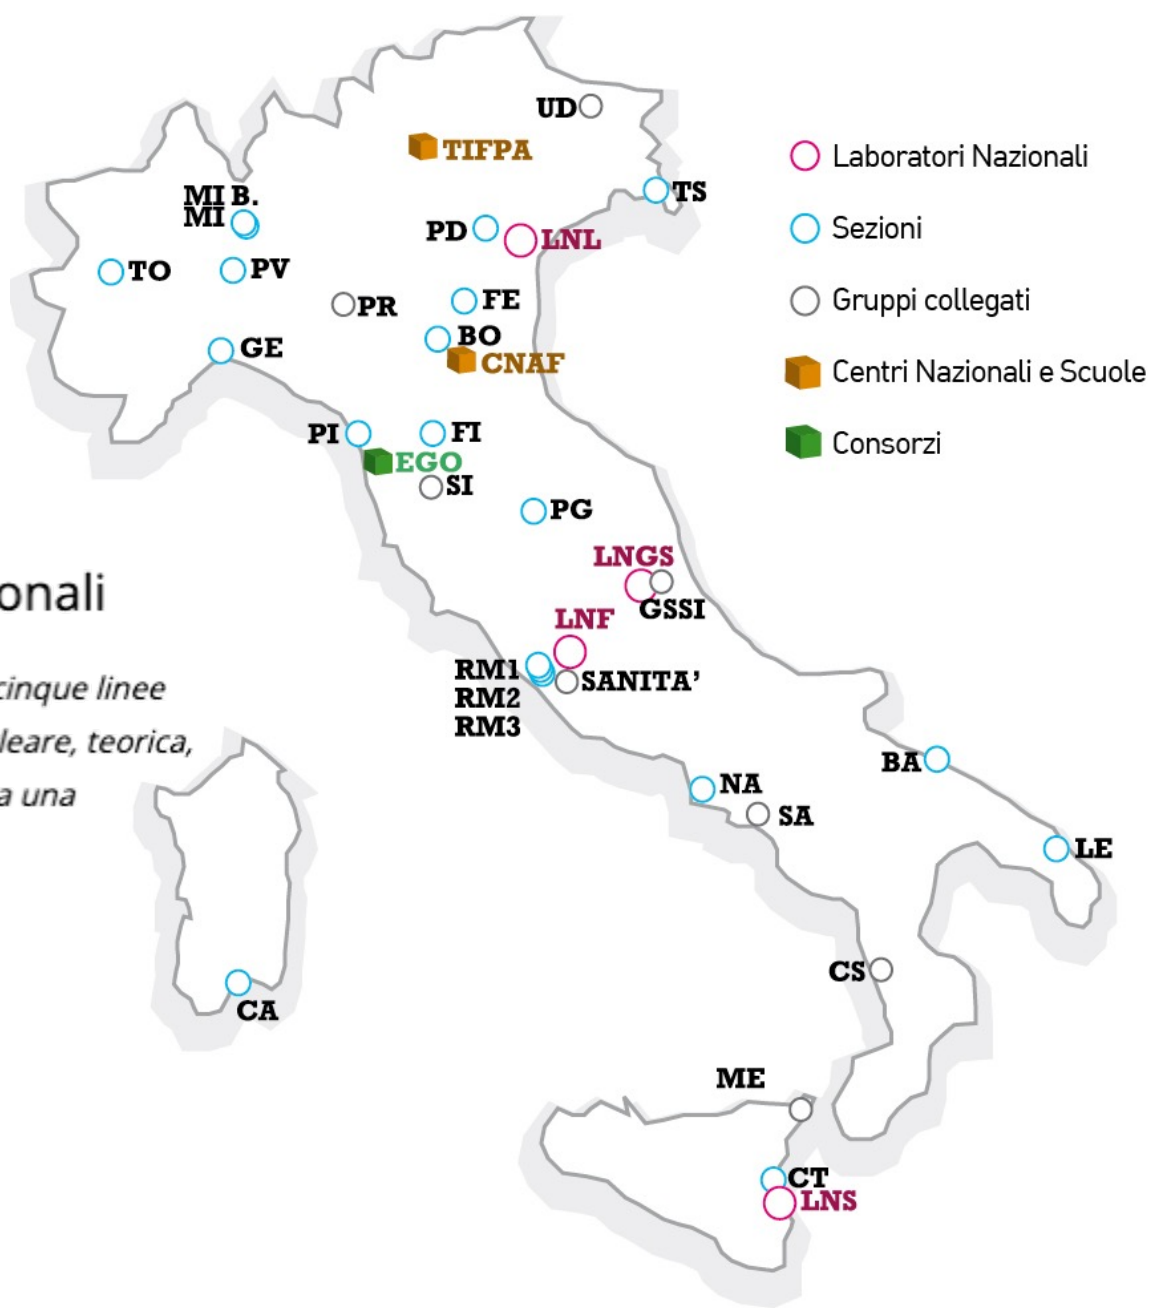 UD
TIFPA
Laboratori Nazionali
MI B.
TS
MI
PD
LNL
Sezioni
TO
PV
PR
FE
Gruppi collegati
BO
GE
CNAF
Centri Nazionali e Scuole
PI
FI
Consorzi
EGO
SI
PG
LNGS
onali
GSSI
LNF
RM1
SANITA’
cinque linee
RM2
RM3
leare, teorica,
BA
a una
NA
SA
LE
CS
CA
ME
CT
LNS